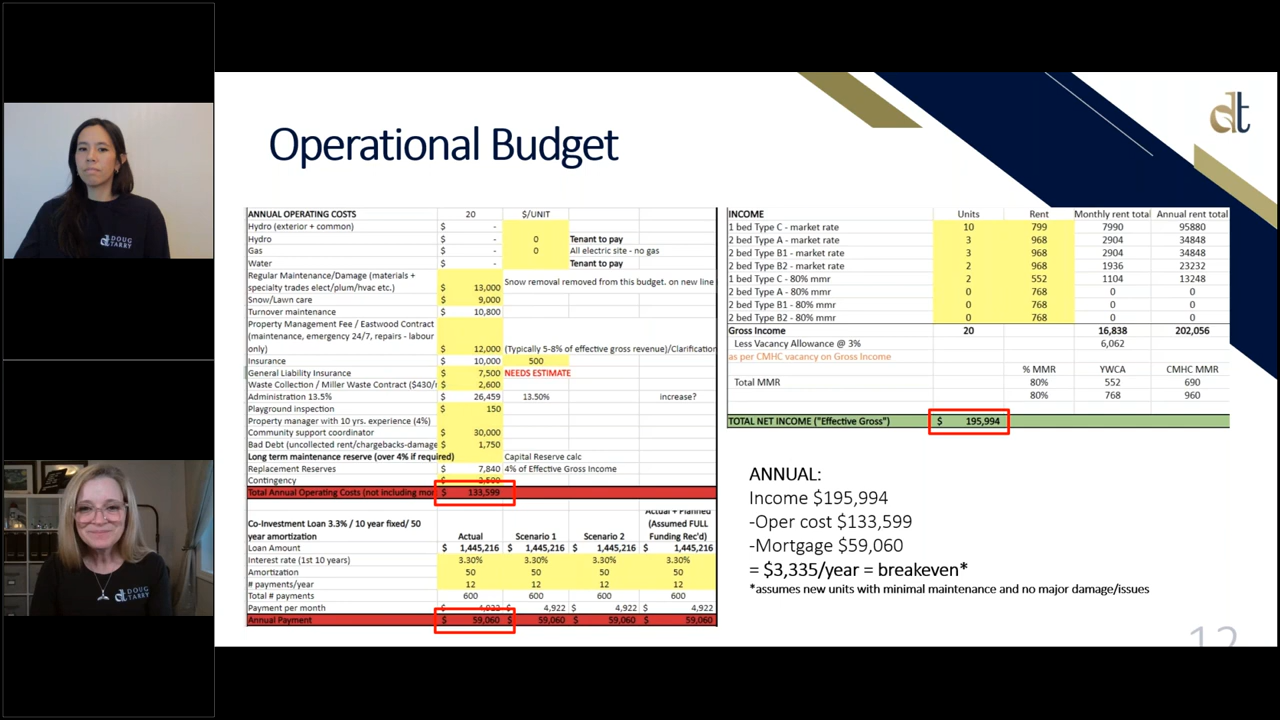 Operational Budget
dt
ANNUAL OPERATING COSTS 20 $/UNIT
Hydro (exterior + common) $ -
Hydro $ - 0 Tenant to pay
Gas $ - 0 All electric site - no gas
Water $ - Tenant to pay
Regular Maintenance/Damage (materials +
specialty trades elect/plum/hvac etc.) $ 13,000 Snow removal removed from this budget. on new line
Snow/Lawn care $ 9,000
Turnover maintenance $ 10,800
Property Management Fee / Eastwood Contract
(maintenance, emergency 24/7, repairs - labour
only) $ 12,000 (Typically 5-8% of effective gross revenue)/Clarification
Insurance $ 10,000 500
General Liability Insurance $ 7,500 NEEDS ESTIMATE
Waste Collection / Miller Waste Contract ($430/ $ 2,600
Administration 13.5% $ 26,459 13.50% increase?
Playground inspection $ 150
Property manager with 10 yrs. experience (4%)
Community support coordinator $ 30,000
Bad Debt (uncollected rent/chargebacks-damage $ 1,750
Long term maintenance reserve (over 4% if required) Capital Reserve calc
Replacement Reserves $ 7,840 4% of Effective Gross Income
Contingency $
Total Annual Operating Costs (not including $ 133,599
Actual + Planned
Co-Investment Loan 3.3% / 10 year fixed/ 50 (Assumed FULL
year amortization Actual Scenario 1 Scenario 2 Funding Rec'd)
Loan Amount $ 1,445,216 $ 1,445,216 $ 1,445,216 $ 1,445,216
Interest rate (1st 10 years) 3.30% 3.30% 3.30% 3.30%
Amortization 50 50 50 50
# payments/year 12 12 12 12
Total # payments 600 600 600 600
Payment per month $ 4,922 $ 4,922 $ 4,922 $ 4,922
Annual Payment $ 59,060 $ 59,060 $ 59,060 $ 59,060
INCOME Units Rent Monthly rent total Annual rent total
1 bed Type C - market rate 10 799 7990 95880
2 bed Type A - market rate 3 968 2904 34848
2 bed Type B1 - market rate 3 968 2904 34848
2 bed Type B2 - market rate 2 968 1936 23232
1 bed Type C - 80% mmr 2 552 1104 13248
2 bed Type A - 80% mmr 0 768 0 0
2 bed Type B1 - 80% mmr 0 768 0 0
2 bed Type B2 - 80% mmr 0 768 0 0
Gross Income 20 16,838 202,056
Less Vacancy Allowance @ 3% 6,062
as per CMHC vacancy on Gross Income
% MMR YWCA CMHC MMR
Total MMR 80% 552 690
80% 768 960
TOTAL NET INCOME ("Effective Gross") $ 195,994
ANNUAL:
Income $195,994
-Oper cost $133,599
-Mortgage $59,060
= $3,335/year = breakeven*
*assumes new units with minimal maintenance and no major damage/issues
12
dt DOUG
TARRY
dt DOUG
TARRY